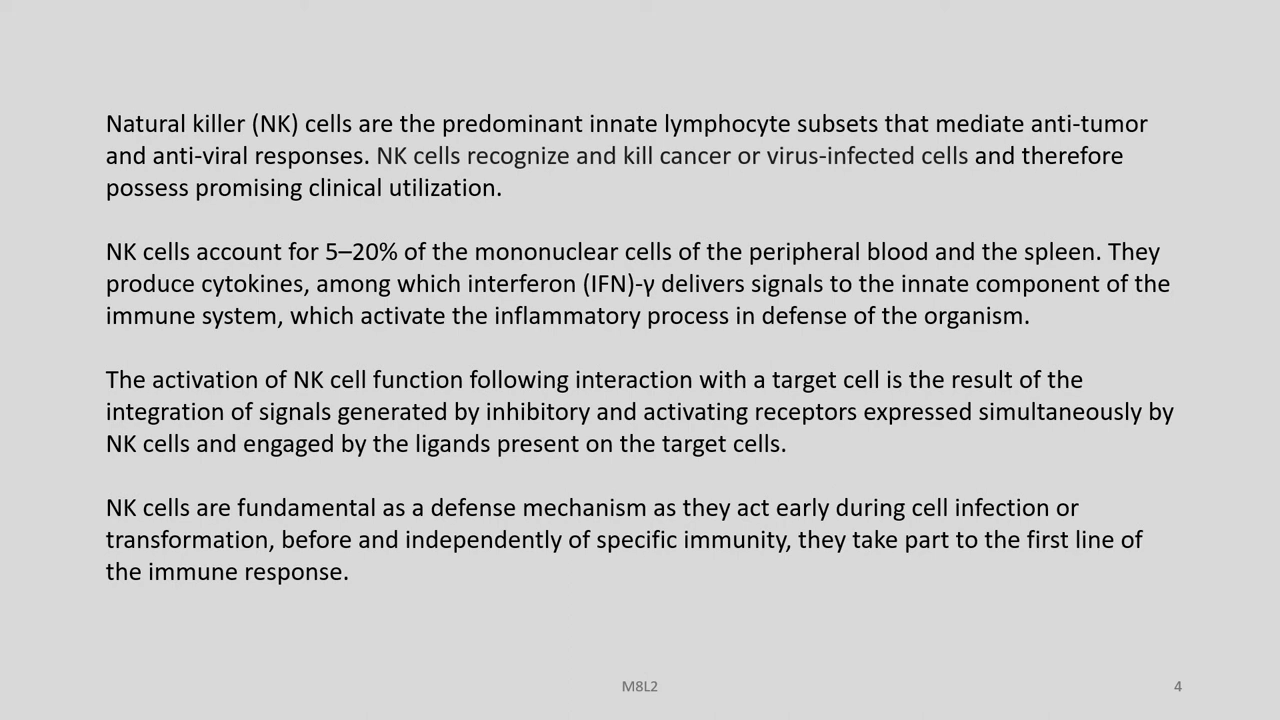 Natural killer (NK) cells are the predominant innate lymphocyte subsets that mediate anti-tumor
and anti-viral responses. NK cells recognize and kill cancer or virus-infected cells and therefore
possess promising clinical utilization.
NK cells account for 5–20% of the mononuclear cells of the peripheral blood and the spleen. They
produce cytokines, among which interferon (IFN)-γ delivers signals to the innate component of the
immune system, which activate the inflammatory process in defense of the organism.
The activation of NK cell function following interaction with a target cell is the result of the
integration of signals generated by inhibitory and activating receptors expressed simultaneously by
NK cells and engaged by the ligands present on the target cells.
NK cells are fundamental as a defense mechanism as they act early during cell infection or
transformation, before and independently of specific immunity, they take part to the first line of
the immune response.
M8L2
4